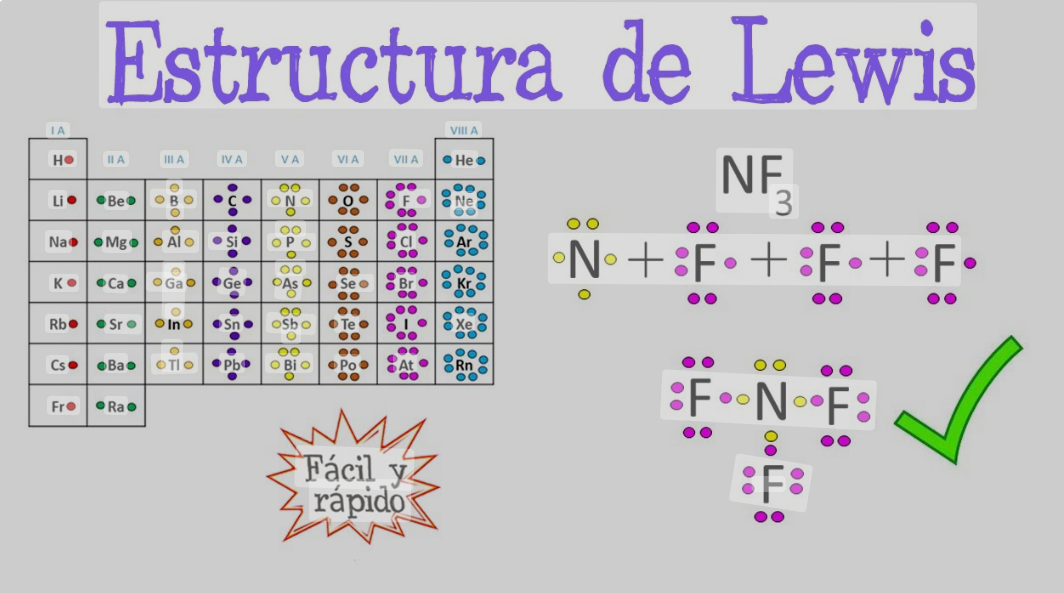 Estructura de Lewis
I A
VIII A
H II A III A IV A V A VI A VII A He
Li Be B C N O F Ne
Na Mg Al Si P S Cl Ar
K Ca Ga Ge As Se Br Kr
Rb Sr In Sn Sb Te I Xe
Cs Ba Tl Pb Bi Po At Rn
Fr Ra
Fácil y
rápido
NF3
N + F + F + F
F N F
F